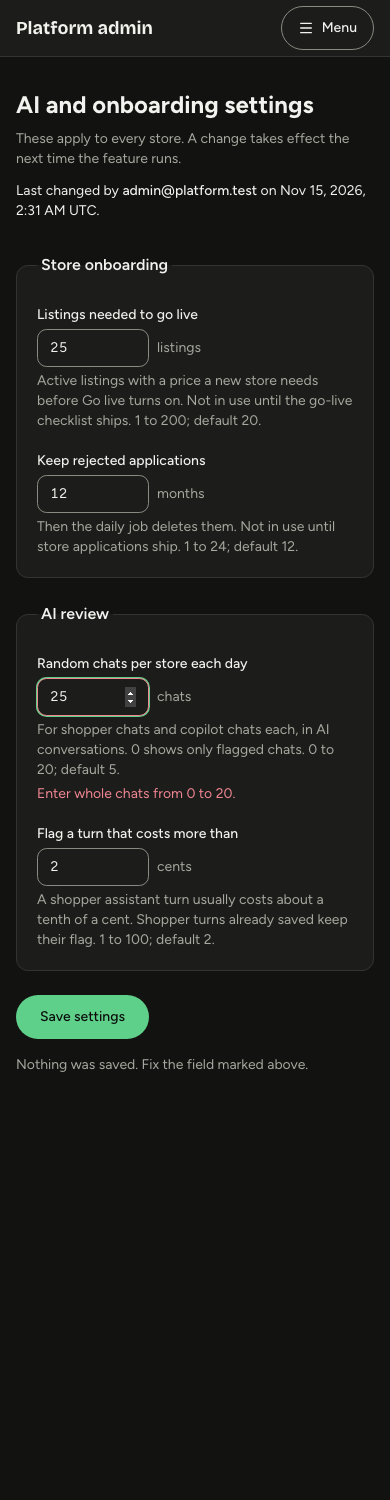 Platform admin
Menu
AI and onboarding settings
These apply to every store. A change takes effect the
next time the feature runs.
Last changed by admin@platform.test on Nov 15, 2026,
2:31 AM UTC.
Store onboarding
Listings needed to go live
25 listings
Active listings with a price a new store needs
before Go live turns on. Not in use until the go-live
checklist ships. 1 to 200; default 20.
Keep rejected applications
12 months
Then the daily job deletes them. Not in use until
store applications ship. 1 to 24; default 12.
AI review
Random chats per store each day
25 chats
For shopper chats and copilot chats each, in AI
conversations. 0 shows only flagged chats. 0 to
20; default 5.
Enter whole chats from 0 to 20.
Flag a turn that costs more than
2 cents
A shopper assistant turn usually costs about a
tenth of a cent. Shopper turns already saved keep
their flag. 1 to 100; default 2.
Save settings
Nothing was saved. Fix the field marked above.